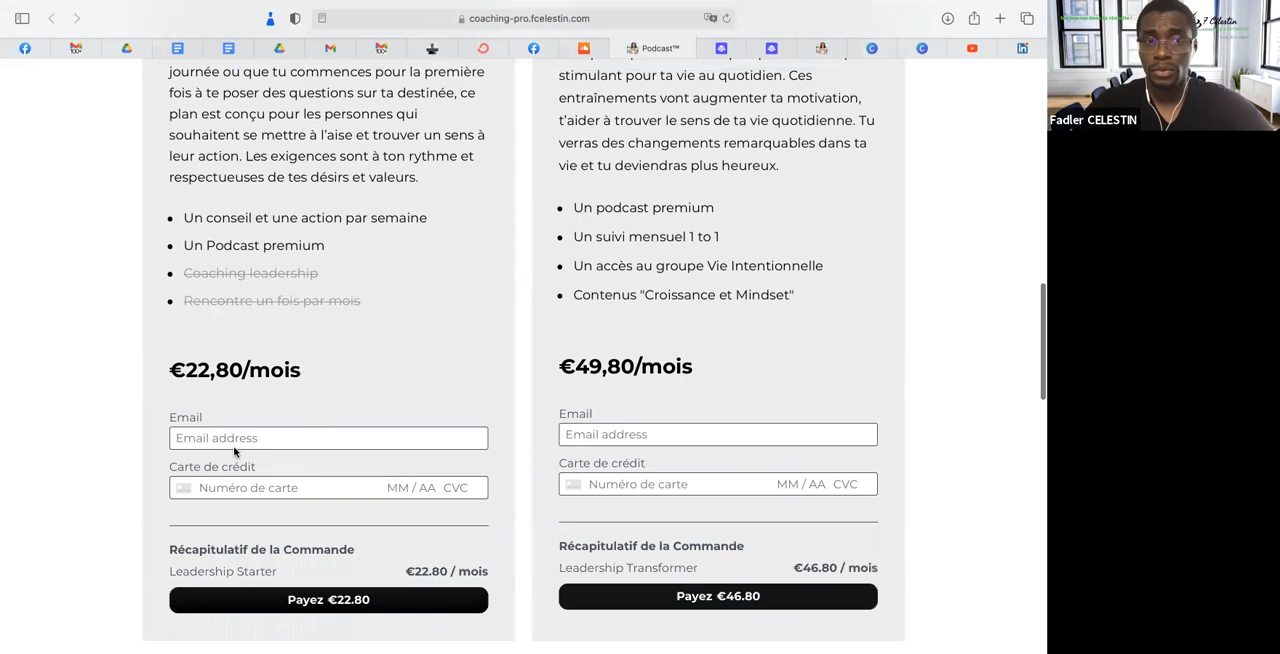 coaching-pro.fcelestin.com
Podcast™
journée ou que tu commences pour la première
fois à te poser des questions sur ta destinée, ce
plan est conçu pour les personnes qui
souhaitent se mettre à l'aise et trouver un sens à
leur action. Les exigences sont à ton rythme et
respectueuses de tes désirs et valeurs.
Un conseil et une action par semaine
Un Podcast premium
Coaching leadership
Rencontre un fois par mois
€22,80/mois
Email
Email address
Carte de crédit
Numéro de carte MM / AA CVC
Récapitulatif de la Commande
Leadership Starter €22.80 / mois
Payez €22.80
stimulant pour ta vie au quotidien. Ces
entraînements vont augmenter ta motivation,
t'aider à trouver le sens de ta vie quotidienne. Tu
verras des changements remarquables dans ta
vie et tu deviendras plus heureux.
Un podcast premium
Un suivi mensuel 1 to 1
Un accès au groupe Vie Intentionnelle
Contenus "Croissance et Mindset"
€49,80/mois
Email
Email address
Carte de crédit
Numéro de carte MM / AA CVC
Récapitulatif de la Commande
Leadership Transformer €46.80 / mois
Payez €46.80
Celestin
Fadler CELESTIN